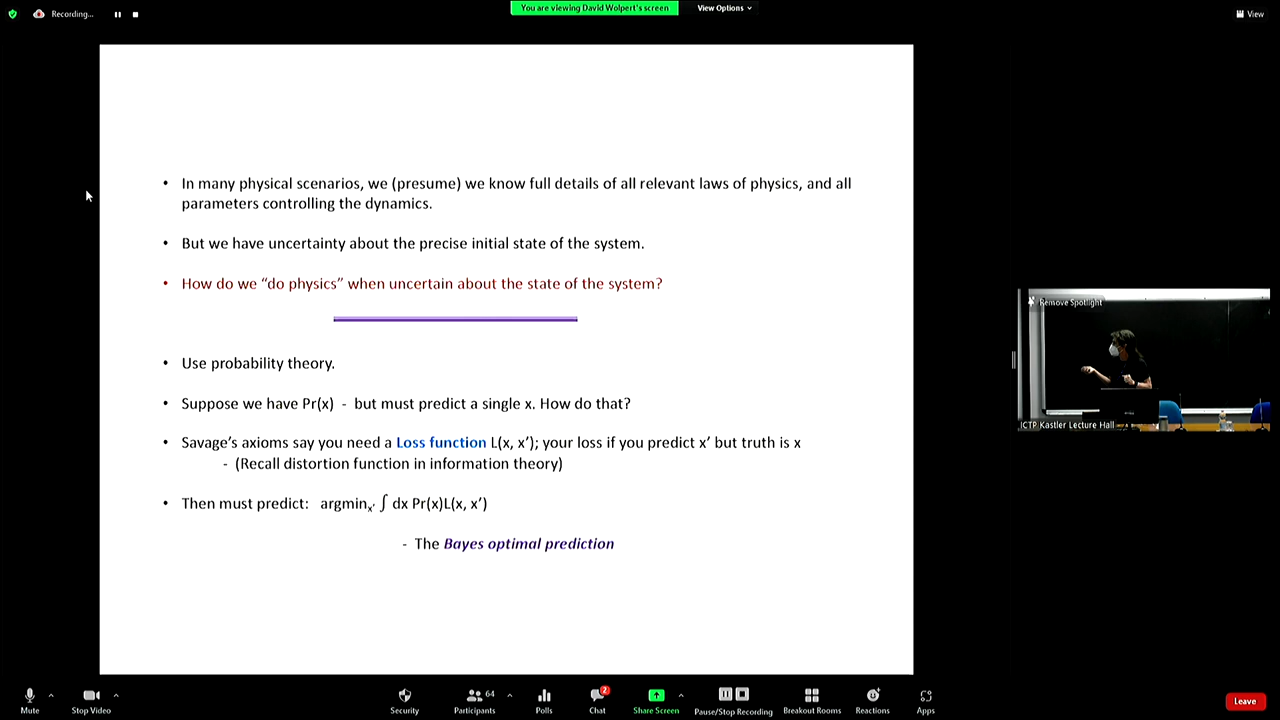 Recording...
You are viewing David Wolpert's screen
View Options
View
• In many physical scenarios, we (presume) we know full details of all relevant laws of physics, and all
parameters controlling the dynamics.
• But we have uncertainty about the precise initial state of the system.
• How do we “do physics” when uncertain about the state of the system?
• Use probability theory.
• Suppose we have Pr(x) - but must predict a single x. How do that?
• Savage’s axioms say you need a Loss function L(x, x’); your loss if you predict x’ but truth is x
- (Recall distortion function in information theory)
• Then must predict: argminₓ’ ∫ dx Pr(x)L(x, x’)
- The Bayes optimal prediction
Remove Spotlight
ICTP Kastler Lecture Hall
Mute
Stop Video
Security
Participants
64
Polls
Chat
2
Share Screen
Pause/Stop Recording
Breakout Rooms
Reactions
Apps
Leave